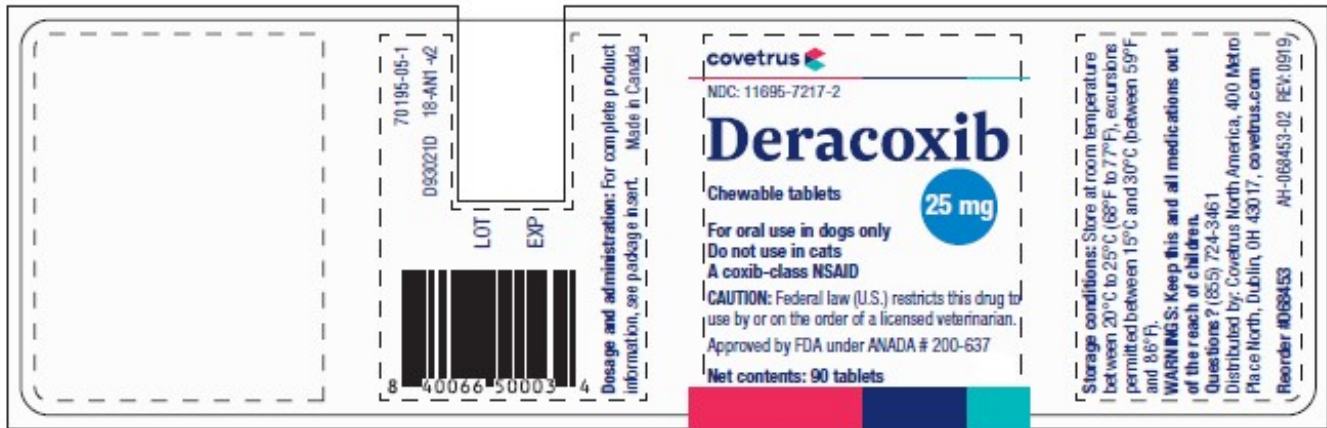 70195-05-1
D93021D 18-AN1-v2
LOT
EXP
8 40066 50003 4
Dosage and administration: For complete product
information, see package insert. Made in Canada
covetrus
NDC: 11695-7217-2
Deracoxib
Chewable tablets
25 mg
For oral use in dogs only
Do not use in cats
A coxib-class NSAID
CAUTION: Federal law (U.S.) restricts this drug to
use by or on the order of a licensed veterinarian.
Approved by FDA under ANADA # 200-637
Net contents: 90 tablets
Storage conditions: Store at room temperature
between 20°C to 25°C (68°F to 77°F), excursions
permitted between 15°C and 30°C (between 59°F
and 86°F).
WARNINGS: Keep this and all medications out
of the reach of children.
Questions? (855) 724-3461
Distributed by: Covetrus North America, 400 Metro
Place North, Dublin, OH 43017, covetrus.com
Reorder #068453 AH-068453-02 REV:0919